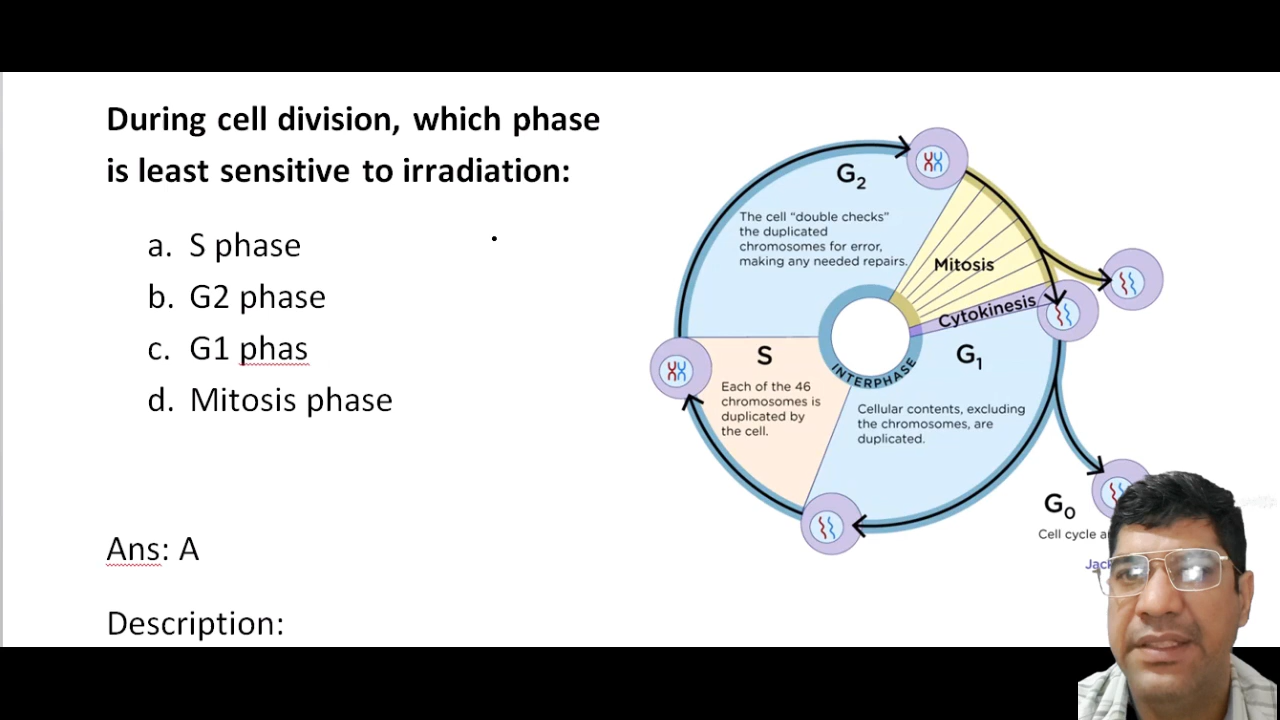 During cell division, which phase
is least sensitive to irradiation:
a. S phase
b. G2 phase
c. G1 phas
d. Mitosis phase
Ans: A
Description:
G2
The cell “double checks”
the duplicated
chromosomes for error,
making any needed repairs.
Mitosis
Cytokinesis
S
Each of the 46
chromosomes is
duplicated by
the cell.
INTERPHASE
G1
Cellular contents, excluding
the chromosomes, are
duplicated.
G0
Cell cycle